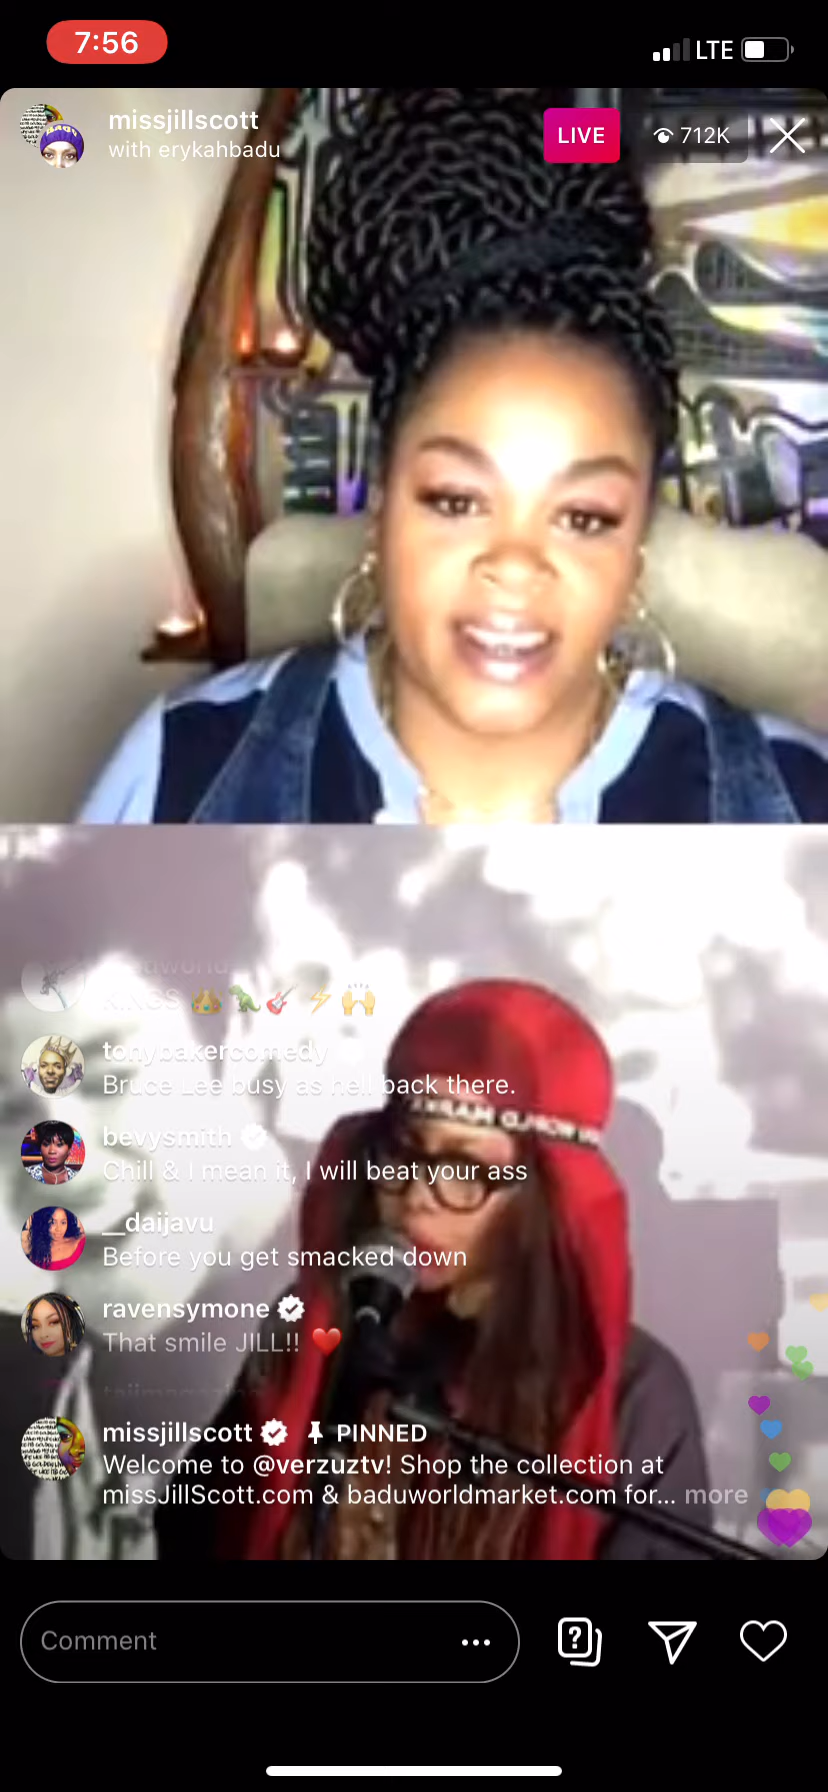 7:56
LTE
missjillscott
with erykahbadu
LIVE
712K
KINGS 👑🦖🎸⚡🙌
tonybakercomedy
Bruce Lee busy as hell back there.
bevysmith
Chill & I mean it, I will beat your ass
__daijavu
Before you get smacked down
ravensymone
That smile JILL!! ❤️
missjillscott PINNED
Welcome to @verzuztv! Shop the collection at
missJillScott.com & baduworldmarket.com for... more
Comment